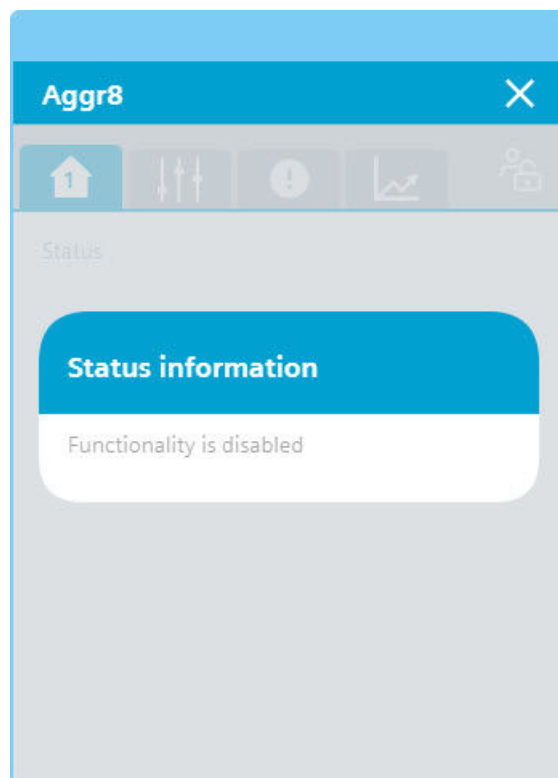 Aggr8
1
Status
Status information
Functionality is disabled